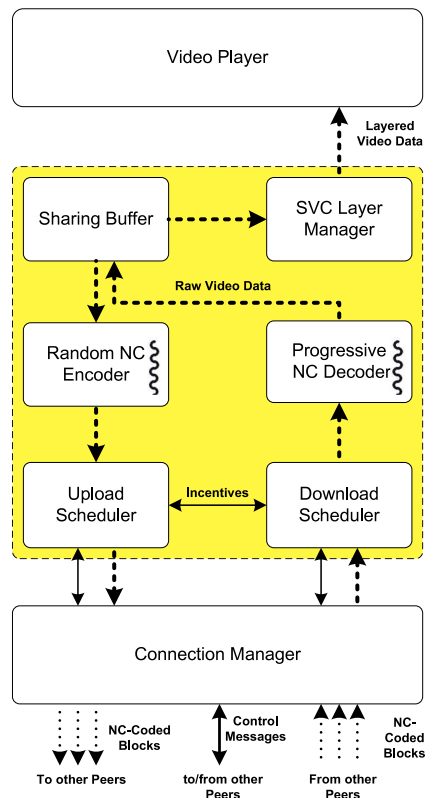 Video Player
Layered
Video Data
Sharing Buffer
SVC Layer
Manager
Raw Video Data
Random NC
Encoder
Progressive
NC Decoder
Upload
Scheduler
Incentives
Download
Scheduler
Connection Manager
NC-Coded
Blocks
Control
Messages
NC-
Coded
Blocks
To other Peers
to/from other
Peers
From other
Peers